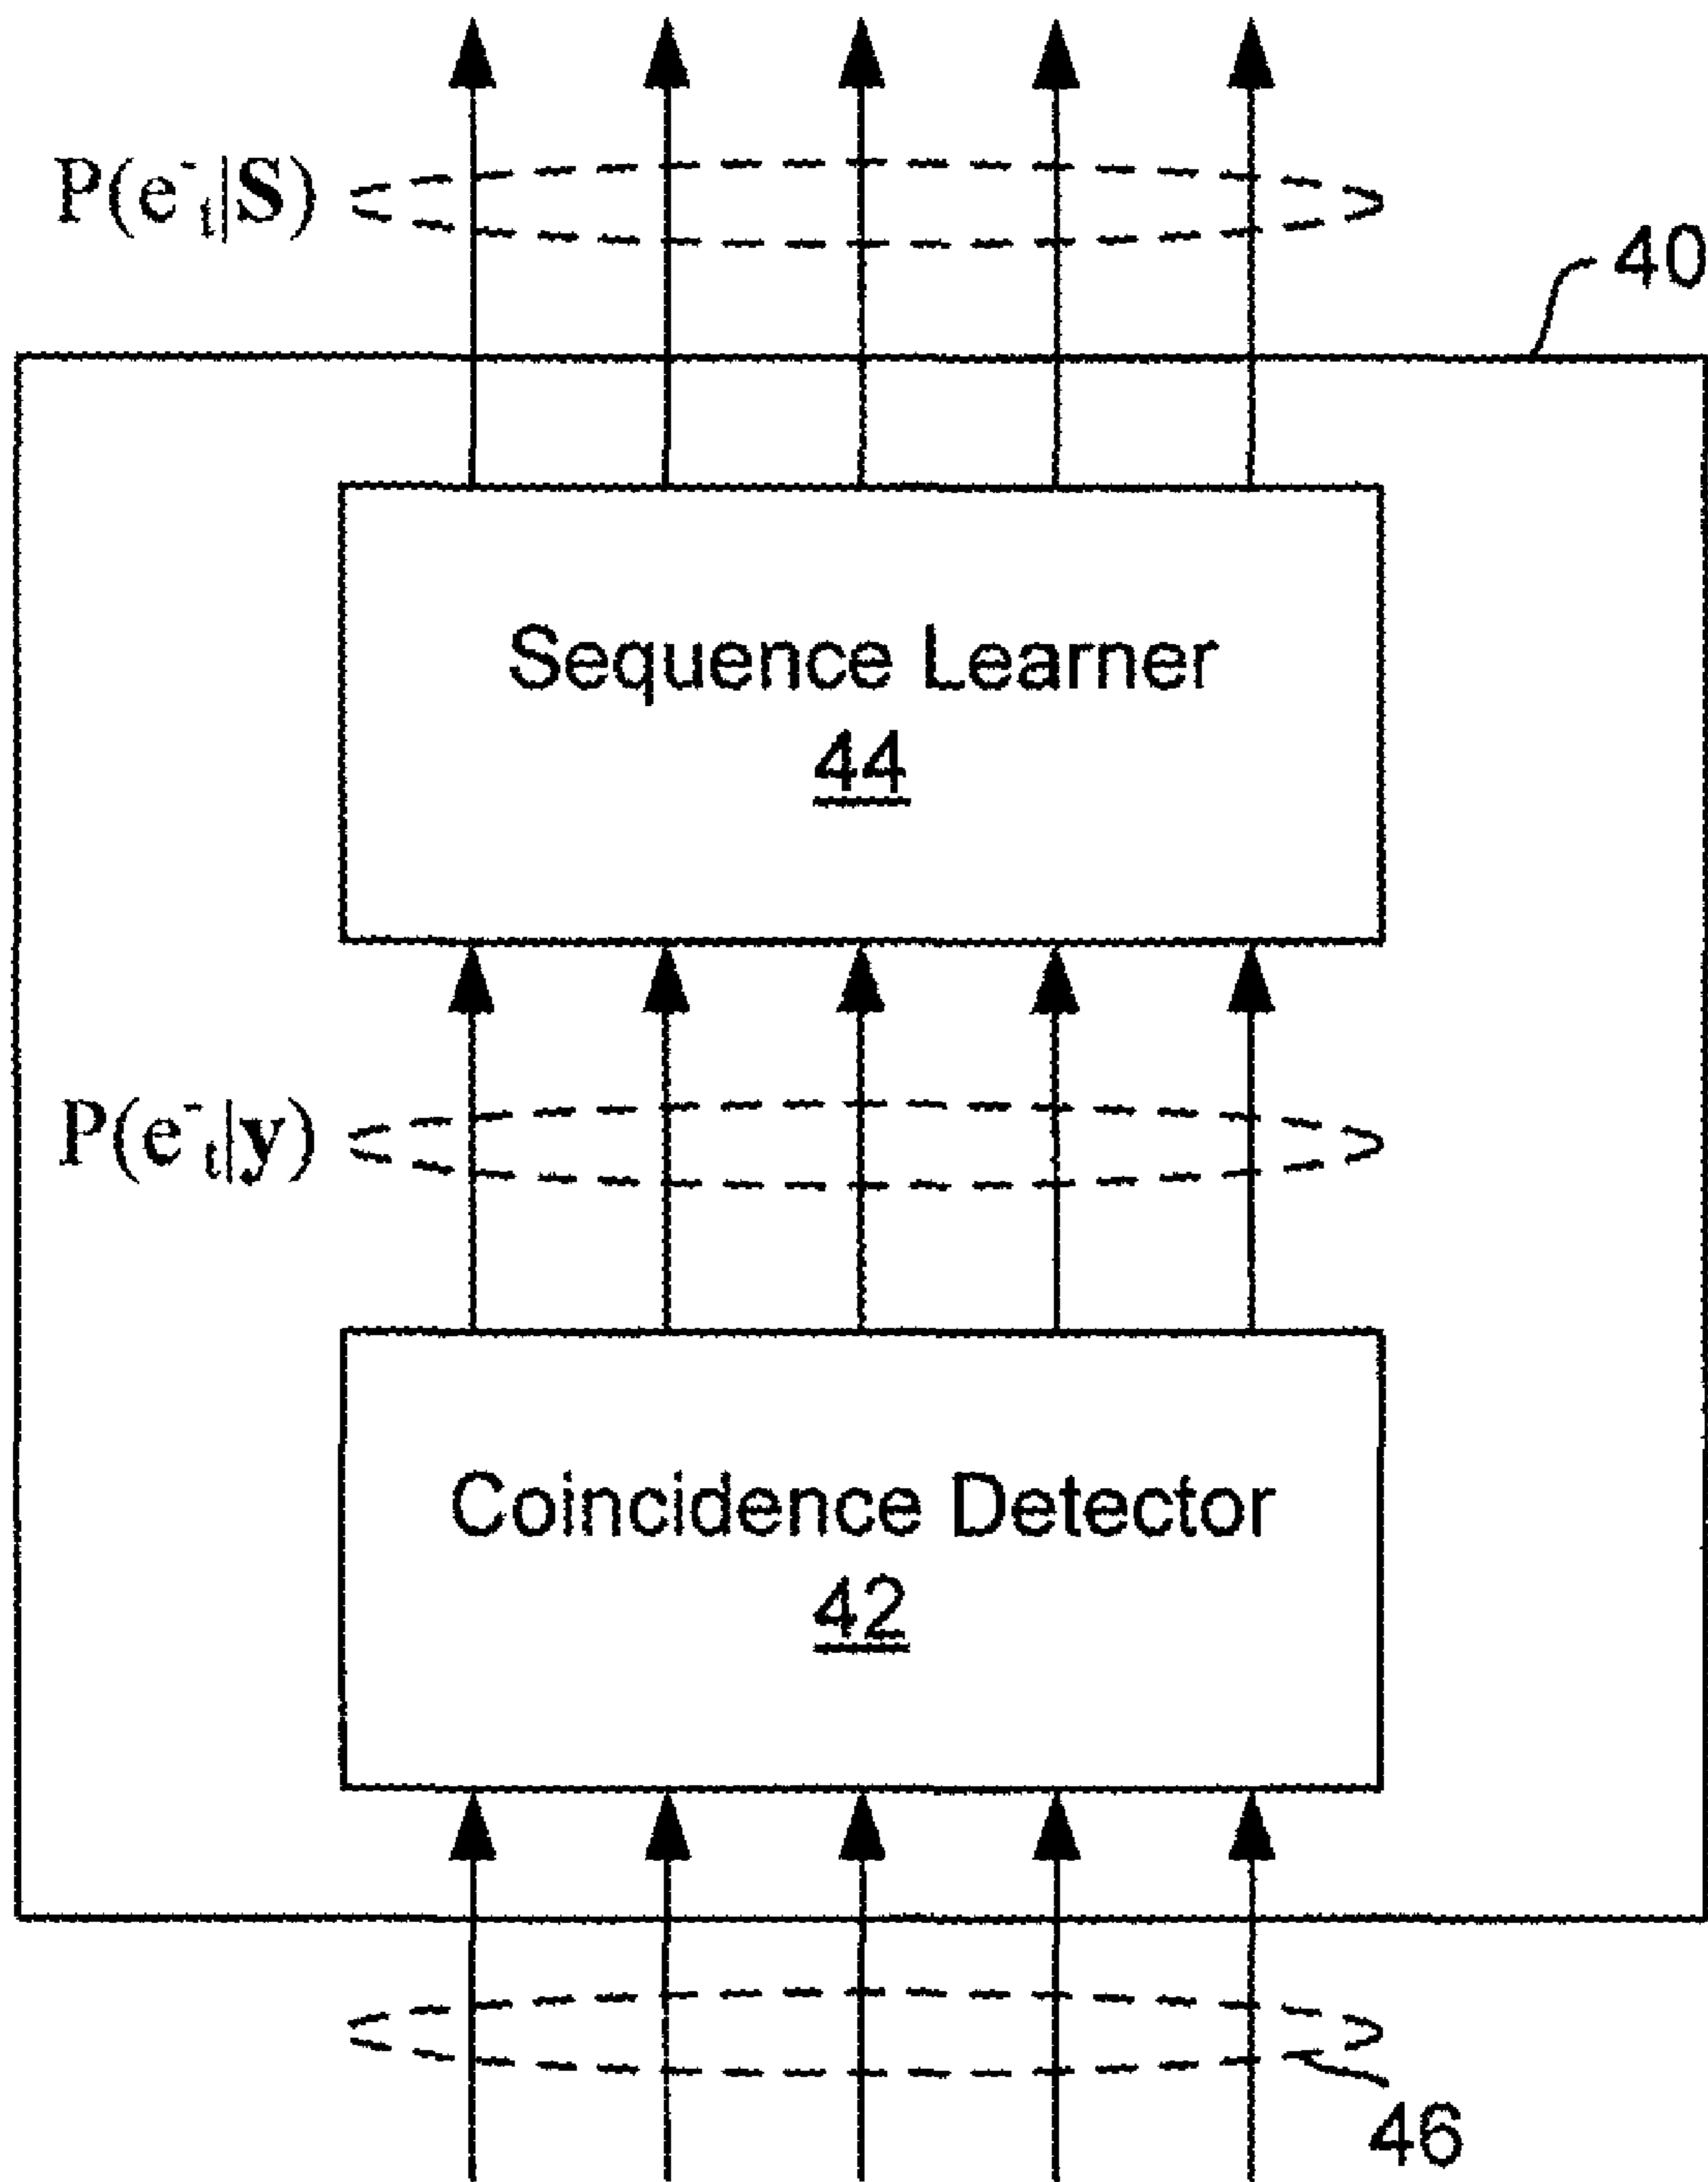 P(e⁻ₜ|S)
40
Sequence Learner
44
P(e⁻ₜ|y)
Coincidence Detector
42
46